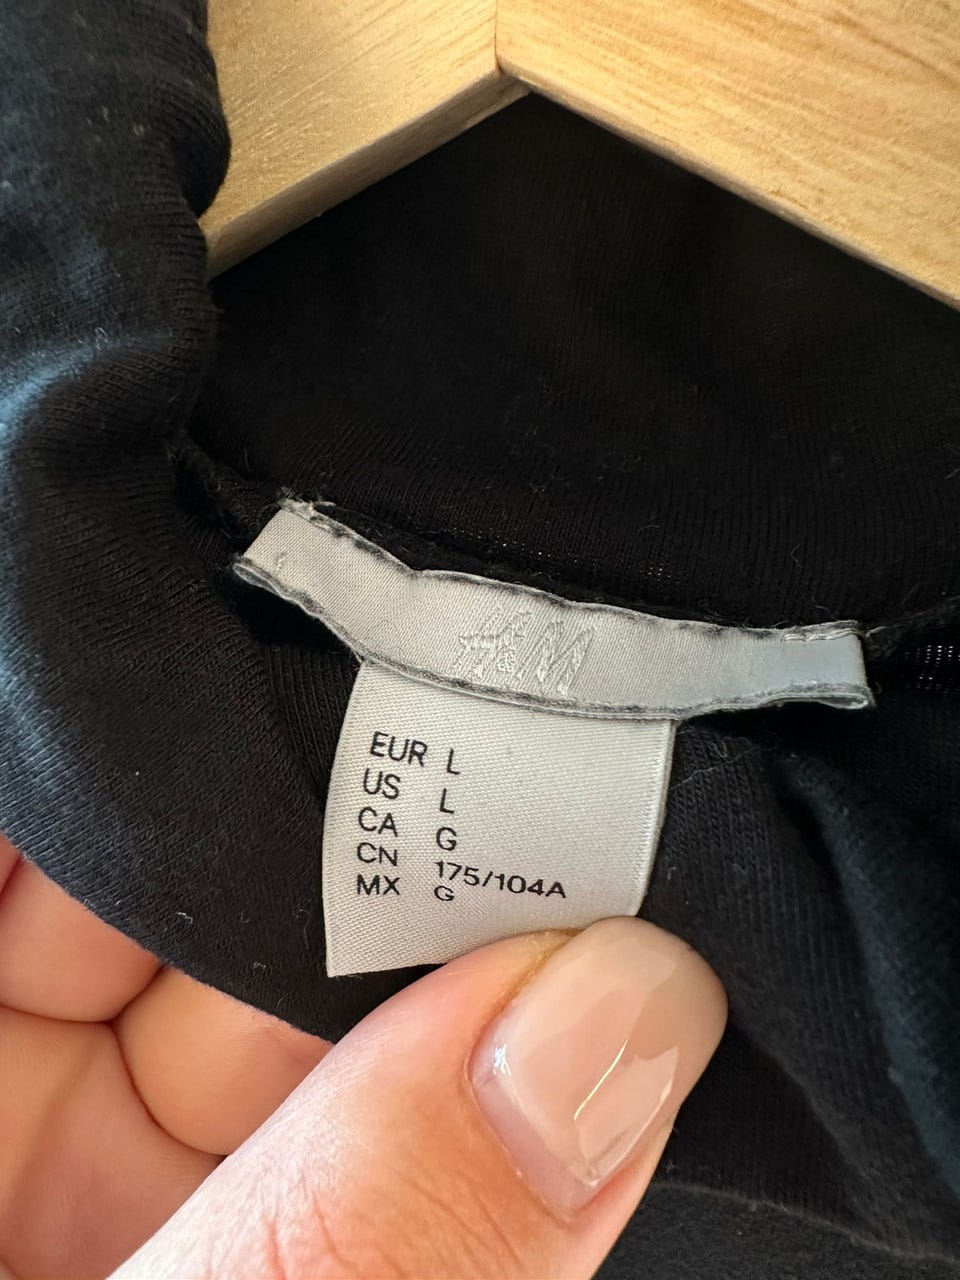 H&M
EUR L
US L
CA G
CN 175/104A
MX G